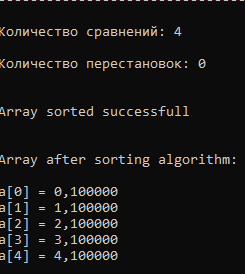 Количество сравнений: 4
Количество перестановок: 0
Array sorted successfull
Array after sorting algorithm:
a[0] = 0,100000
a[1] = 1,100000
a[2] = 2,100000
a[3] = 3,100000
a[4] = 4,100000